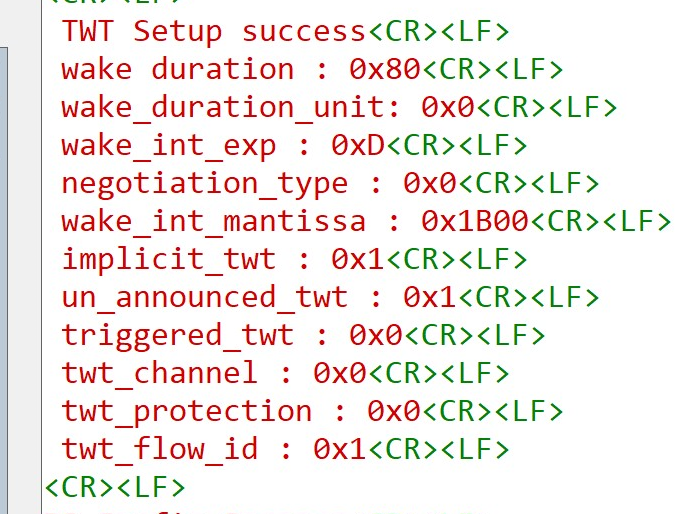 <CR><LF>
TWT Setup success<CR><LF>
wake duration : 0x80<CR><LF>
wake_duration_unit: 0x0<CR><LF>
wake_int_exp : 0xD<CR><LF>
negotiation_type : 0x0<CR><LF>
wake_int_mantissa : 0x1B00<CR><LF>
implicit_twt : 0x1<CR><LF>
un_announced_twt : 0x1<CR><LF>
triggered_twt : 0x0<CR><LF>
twt_channel : 0x0<CR><LF>
twt_protection : 0x0<CR><LF>
twt_flow_id : 0x1<CR><LF>
<CR><LF>